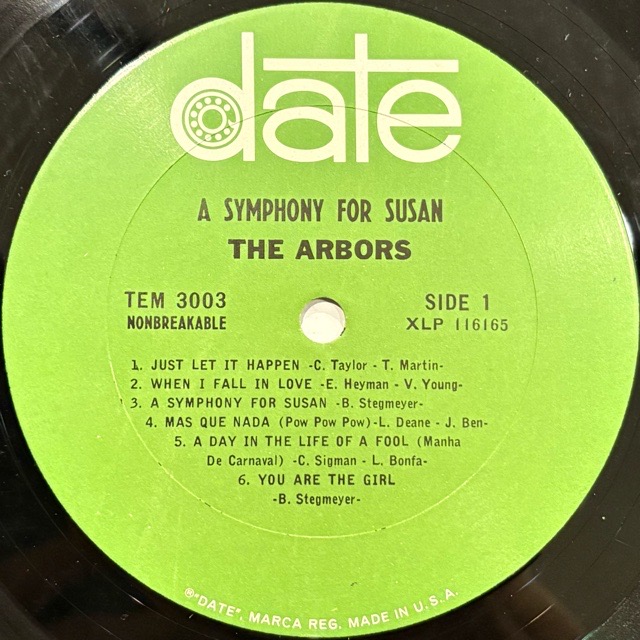 date
A SYMPHONY FOR SUSAN
THE ARBORS
TEM 3003 SIDE 1
NONBREAKABLE XLP 116165
1. JUST LET IT HAPPEN -C. Taylor - T. Martin-
2. WHEN I FALL IN LOVE -E. Heyman - V. Young-
3. A SYMPHONY FOR SUSAN -B. Stegmeyer-
4. MAS QUE NADA (Pow Pow Pow)-L. Deane - J. Ben-
5. A DAY IN THE LIFE OF A FOOL (Manha
De Carnaval) -C. Sigman - L. Bonfa-
6. YOU ARE THE GIRL
-B. Stegmeyer-
®"DATE", MARCA REG. MADE IN U.S.A.